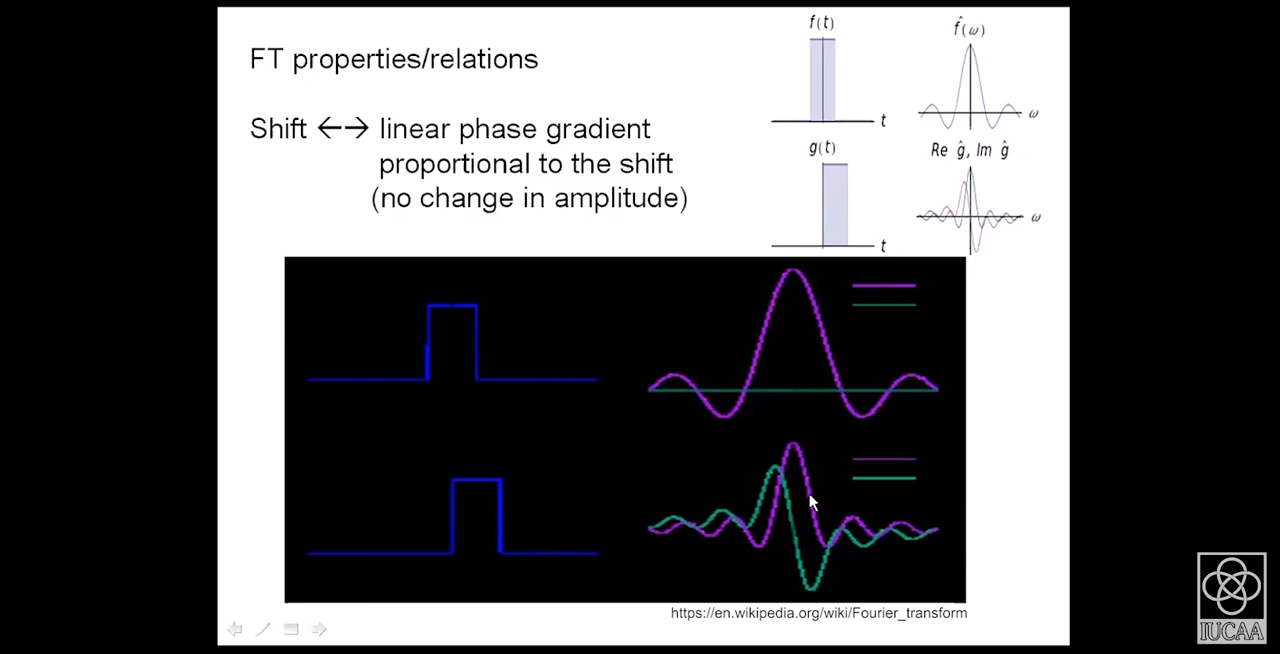 FT properties/relations
Shift ←→ linear phase gradient
proportional to the shift
(no change in amplitude)
f(t)
f̂(ω)
t
ω
g(t)
Re ĝ, Im ĝ
t
ω
https://en.wikipedia.org/wiki/Fourier_transform
IUCAA